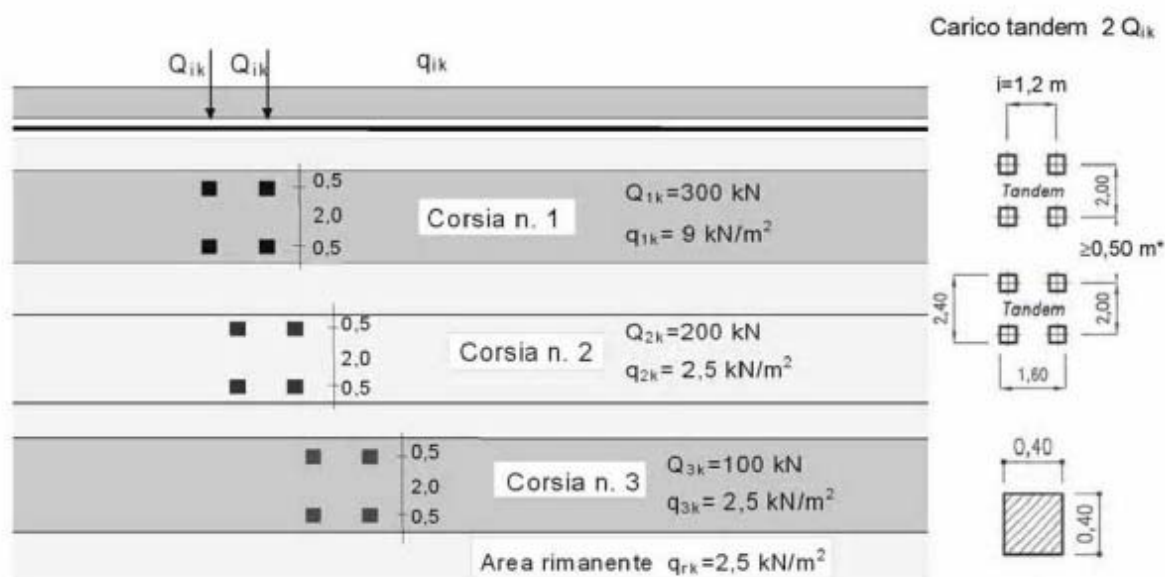 Carico tandem 2 Qik
Qik Qik qik
i=1,2 m
0,5
2,0
0,5
Corsia n. 1
Q1k=300 kN
q1k= 9 kN/m²
Tandem
2,00
≥0,50 m*
0,5
2,0
0,5
Corsia n. 2
Q2k=200 kN
q2k= 2,5 kN/m²
2,40
Tandem
2,00
1,60
0,5
2,0
0,5
Corsia n. 3
Q3k=100 kN
q3k= 2,5 kN/m²
0,40
0,40
Area rimanente qrk=2,5 kN/m²